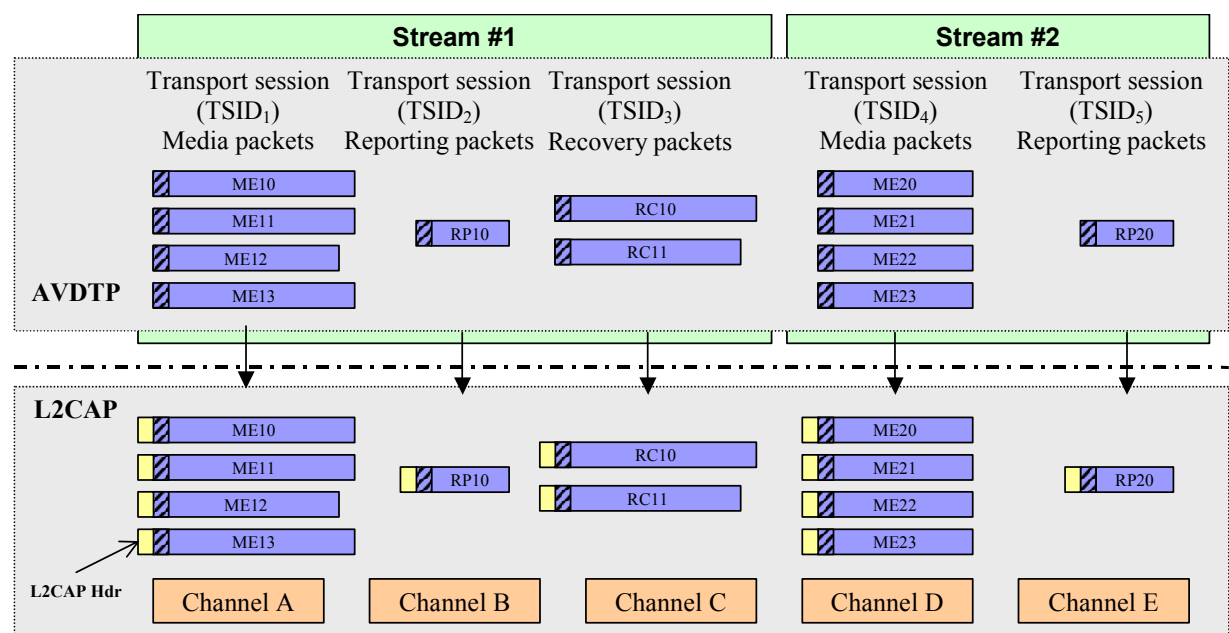 Stream #1
Stream #2
Transport session
(TSID₁)
Media packets
Transport session
(TSID₂)
Reporting packets
Transport session
(TSID₃)
Recovery packets
Transport session
(TSID₄)
Media packets
Transport session
(TSID₅)
Reporting packets
ME10
ME11
ME12
ME13
RP10
RC10
RC11
ME20
ME21
ME22
ME23
RP20
AVDTP
L2CAP
ME10
ME11
ME12
ME13
RP10
RC10
RC11
ME20
ME21
ME22
ME23
RP20
L2CAP Hdr
Channel A
Channel B
Channel C
Channel D
Channel E